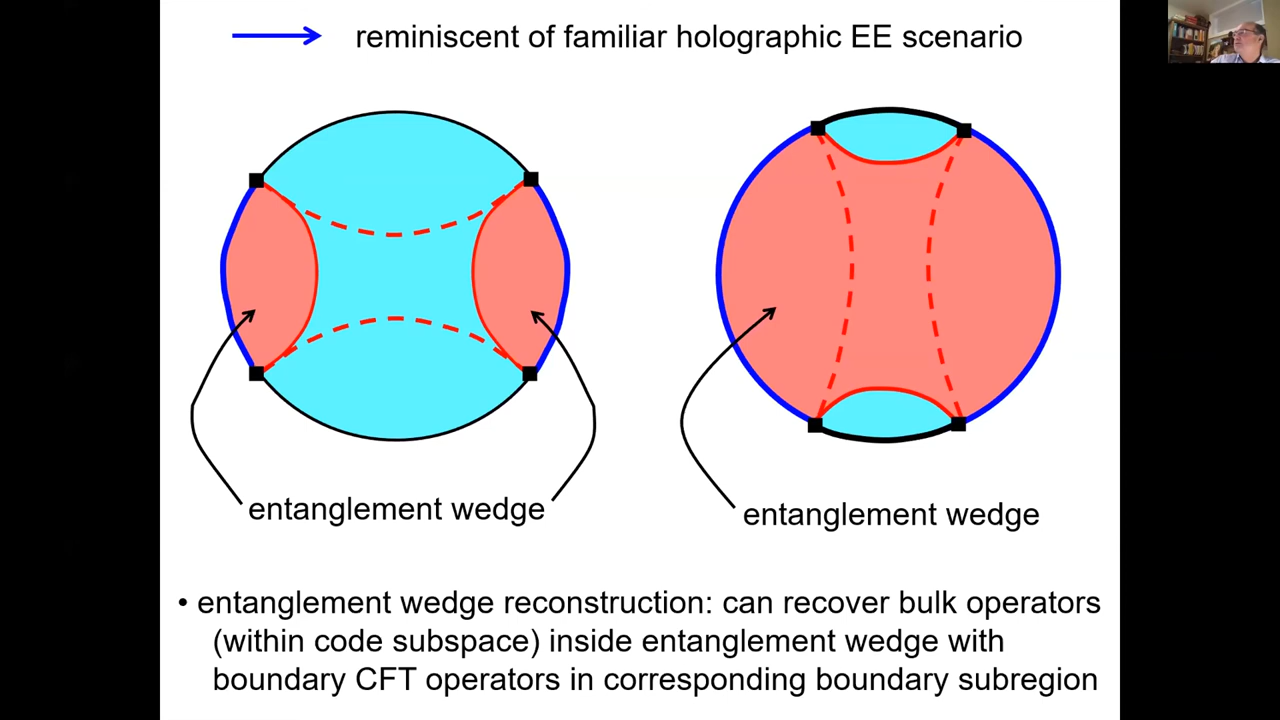 reminiscent of familiar holographic EE scenario
entanglement wedge
entanglement wedge
• entanglement wedge reconstruction: can recover bulk operators
(within code subspace) inside entanglement wedge with
boundary CFT operators in corresponding boundary subregion